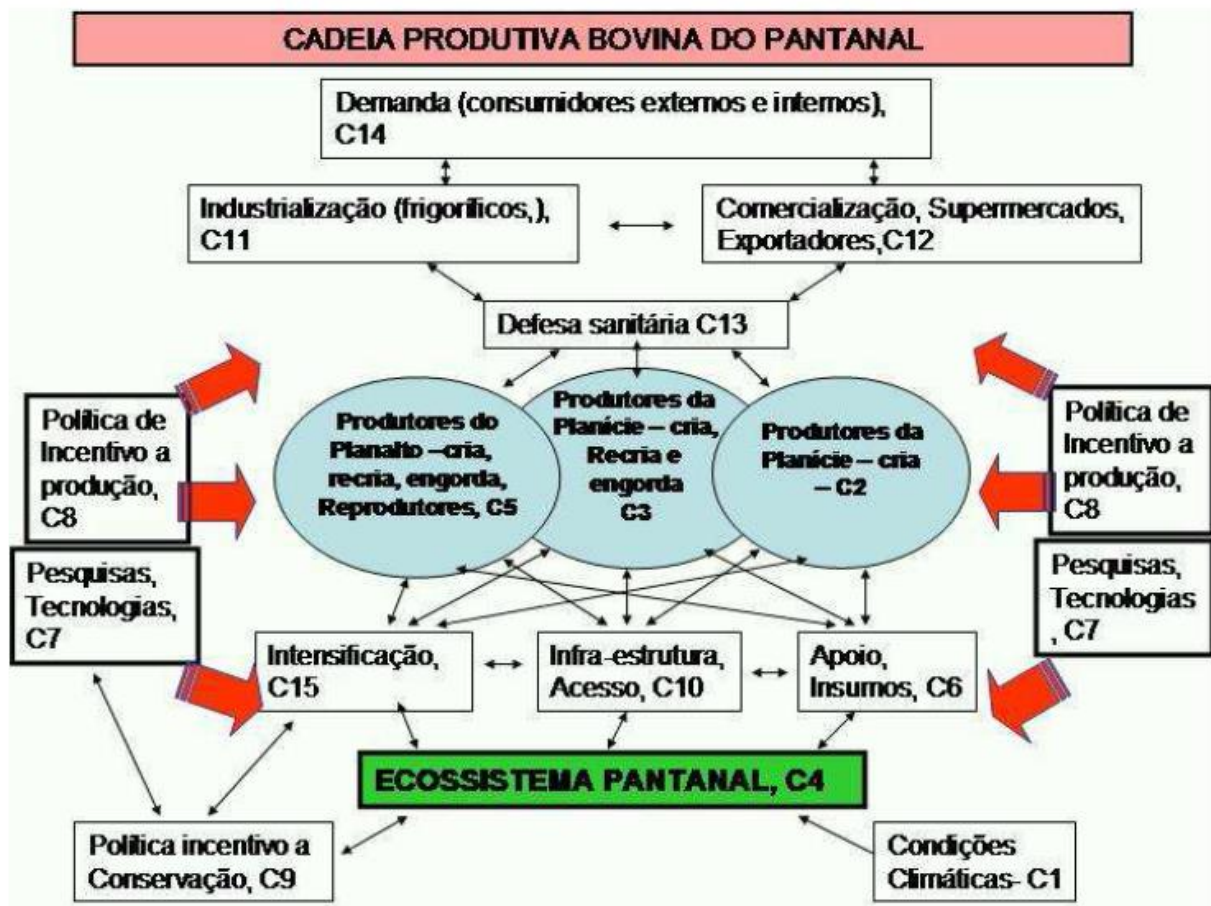 CADEIA PRODUTIVA BOVINA DO PANTANAL
Demanda (consumidores externos e internos),
C14
Industrialização (frigoríficos,),
C11
Comercialização, Supermercados,
Exportadores,C12
Defesa sanitária C13
Política de
Incentivo a
produção,
C8
Produtores do
Planalto –cria,
recria, engorda,
Reprodutores, C5
Produtores da
Planície – cria,
Recria e
engorda
C3
Produtores da
Planície – cria
– C2
Política de
Incentivo a
produção,
C8
Pesquisas,
Tecnologias,
C7
Pesquisas,
Tecnologias
, C7
Intensificação,
C15
Infra-estrutura,
Acesso, C10
Apoio,
Insumos, C6
ECOSSISTEMA PANTANAL, C4
Política incentivo a
Conservação, C9
Condições
Climáticas- C1